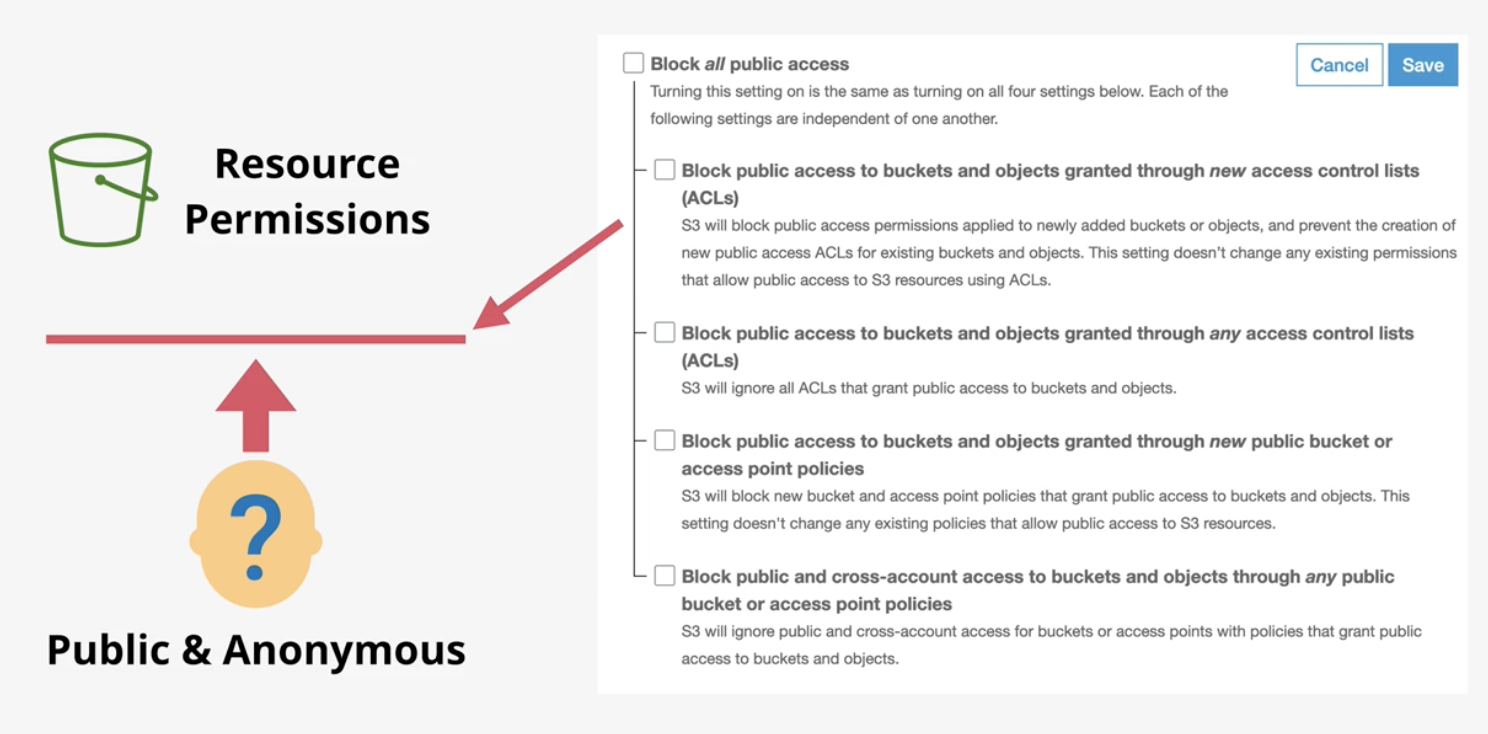 Resource
Permissions
Public & Anonymous
Block all public access
Cancel
Save
Turning this setting on is the same as turning on all four settings below. Each of the
following settings are independent of one another.
Block public access to buckets and objects granted through new access control lists
(ACLs)
S3 will block public access permissions applied to newly added buckets or objects, and prevent the creation of
new public access ACLs for existing buckets and objects. This setting doesn't change any existing permissions
that allow public access to S3 resources using ACLs.
Block public access to buckets and objects granted through any access control lists
(ACLs)
S3 will ignore all ACLs that grant public access to buckets and objects.
Block public access to buckets and objects granted through new public bucket or
access point policies
S3 will block new bucket and access point policies that grant public access to buckets and objects. This
setting doesn't change any existing policies that allow public access to S3 resources.
Block public and cross-account access to buckets and objects through any public
bucket or access point policies
S3 will ignore public and cross-account access for buckets or access points with policies that grant public
access to buckets and objects.
?